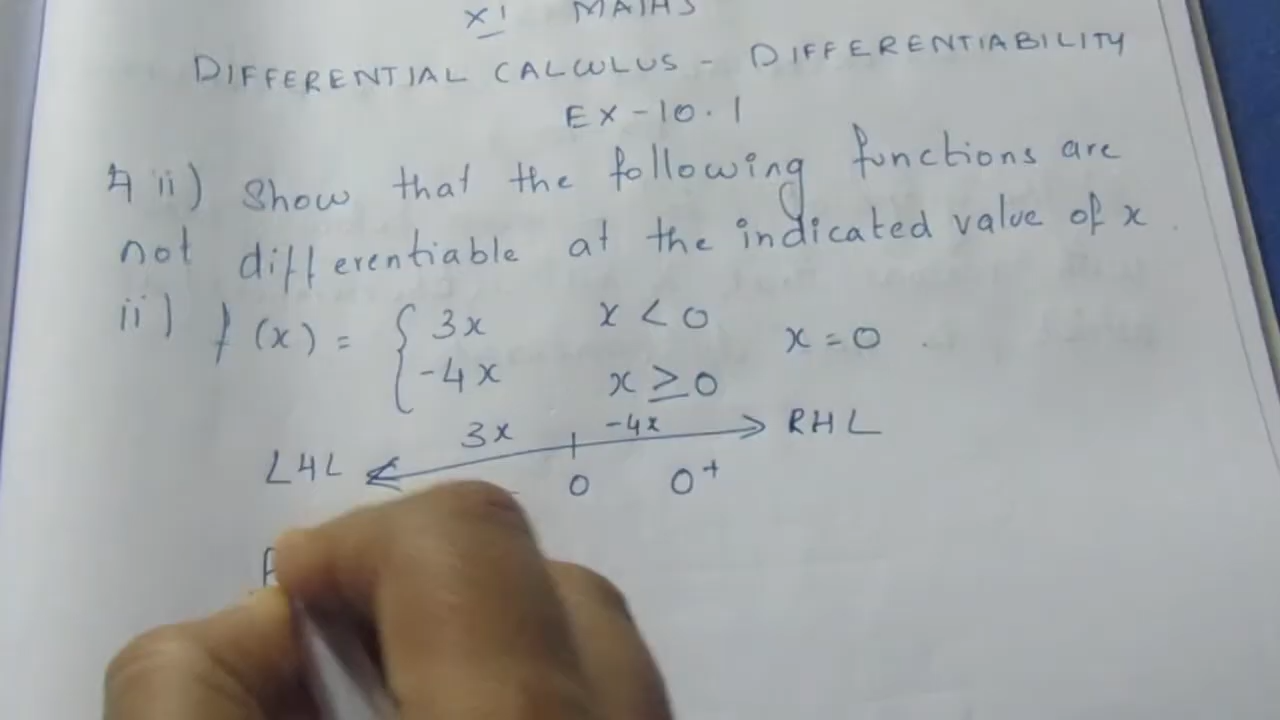 XI MATHS
DIFFERENTIAL CALCULUS - DIFFERENTIABILITY
EX - 10.1
4 ii) Show that the following functions are
not differentiable at the indicated value of x
ii) f(x) = { 3x x < 0 x = 0
-4x x ≥ 0
3x -4x RHL
LHL
0 0+